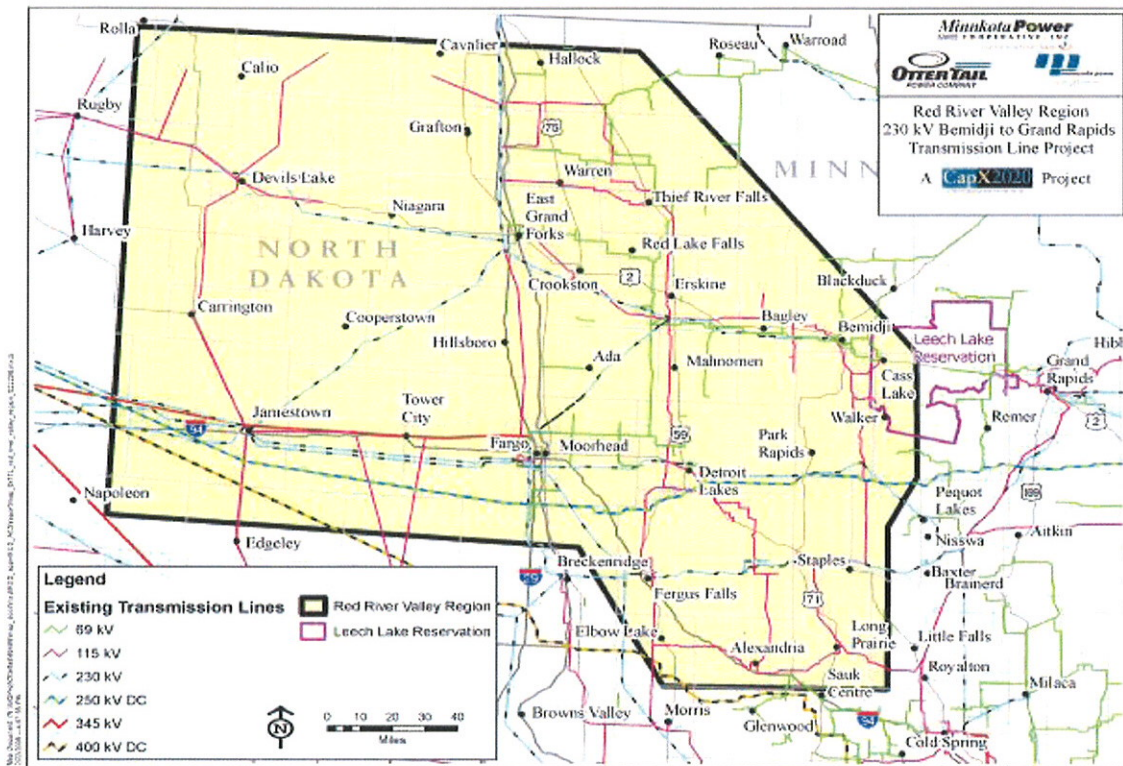 Minnkota Power
COOPERATIVE INC
OTTER TAIL
POWER COMPANY
minnesota power
Red River Valley Region
230 kV Bemidji to Grand Rapids
Transmission Line Project
A CapX2020 Project
Rolla
Cavalier
Hallock
Roseau
Warroad
Calio
Rugby
Grafton
75
MINN
Devils Lake
Warren
Thief River Falls
Niagara
East
Grand
Forks
Harvey
NORTH
DAKOTA
Red Lake Falls
2
Crookston
Erskine
Blackduck
Carrington
Cooperstown
Bagley
Bemidji
Hillsboro
Leech Lake
Reservation
Hibb
Ada
Mahnomen
Cass
Lake
Grand
Rapids
Walker
Remer
2
Jamestown
Tower
City
94
Fargo
Moorhead
59
Park
Rapids
Detroit
Lakes
Napoleon
Pequot
Lakes
169
Edgeley
Nisswa
Aitkin
Breckenridge
Staples
Baxter
Brainerd
29
Fergus Falls
71
Elbow Lake
Long
Prairie
Little Falls
Alexandria
Royalton
Sauk
Centre
Milaca
Browns Valley
Morris
Glenwood
94
Cold Spring
Legend
Existing Transmission Lines
69 kV
115 kV
230 kV
250 kV DC
345 kV
400 kV DC
Red River Valley Region
Leech Lake Reservation
N
0 10 20 30 40
Miles